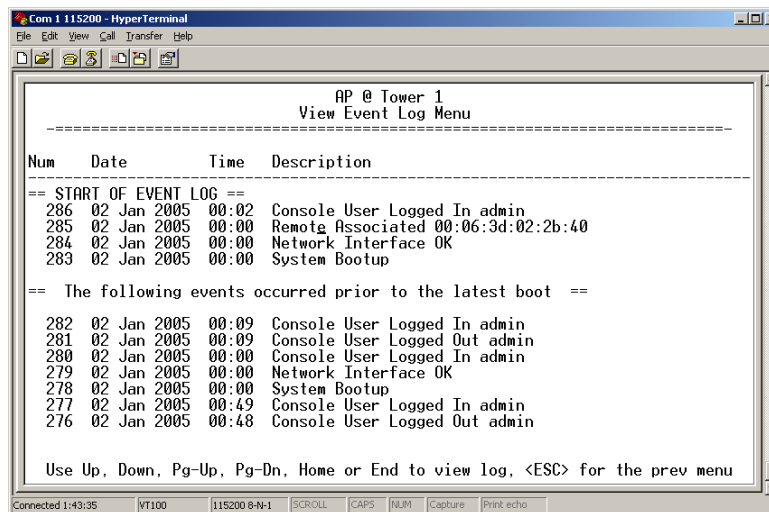 Com 1 115200 - HyperTerminal
File Edit View Call Transfer Help
AP @ Tower 1
View Event Log Menu
Num Date Time Description
== START OF EVENT LOG ==
286 02 Jan 2005 00:02 Console User Logged In admin
285 02 Jan 2005 00:00 Remote Associated 00:06:3d:02:2b:40
284 02 Jan 2005 00:00 Network Interface OK
283 02 Jan 2005 00:00 System Bootup
== The following events occurred prior to the latest boot ==
282 02 Jan 2005 00:09 Console User Logged In admin
281 02 Jan 2005 00:09 Console User Logged Out admin
280 02 Jan 2005 00:00 Console User Logged In admin
279 02 Jan 2005 00:00 Network Interface OK
278 02 Jan 2005 00:00 System Bootup
277 02 Jan 2005 00:49 Console User Logged In admin
276 02 Jan 2005 00:48 Console User Logged Out admin
Use Up, Down, Pg-Up, Pg-Dn, Home or End to view log, <ESC> for the prev menu
Connected 1:43:35 VT100 115200 8-N-1 SCROLL CAPS NUM Capture Print echo